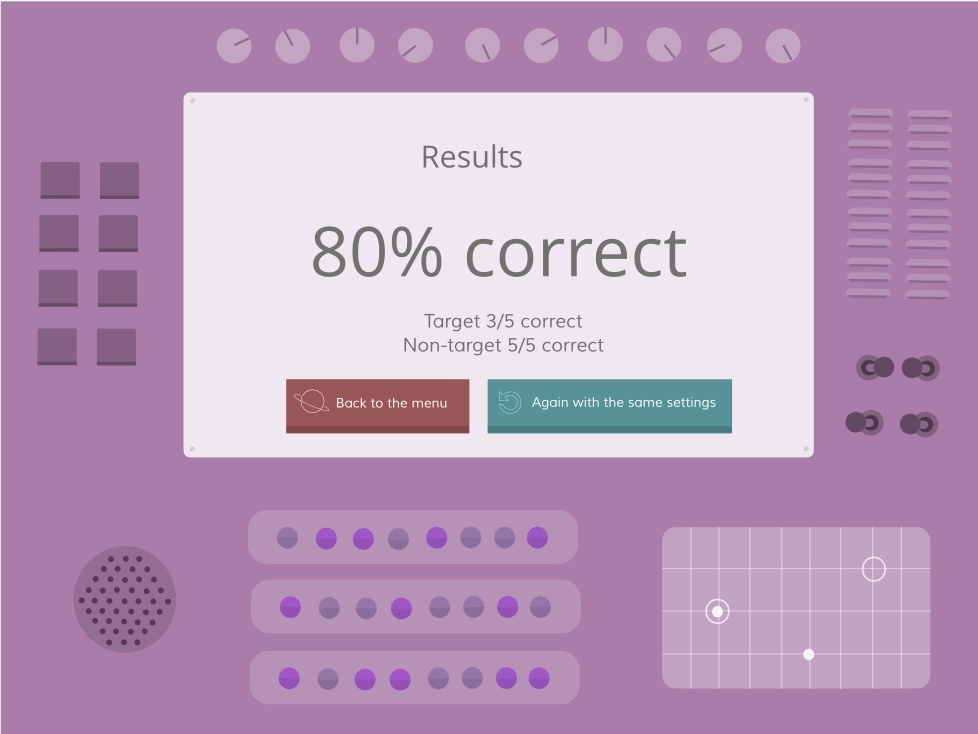 Results
80% correct
Target 3/5 correct
Non-target 5/5 correct
Back to the menu
Again with the same settings